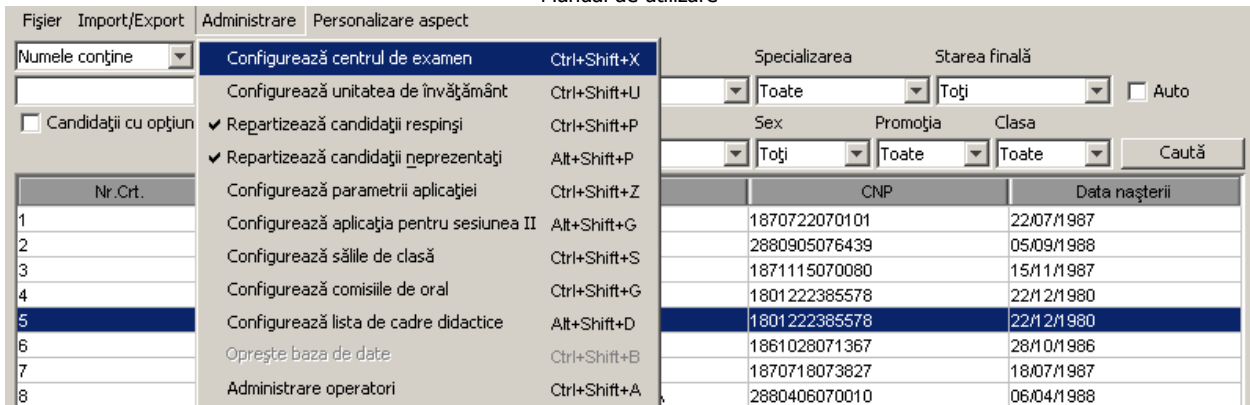 Manual de utilizare
Fişier Import/Export Administrare Personalizare aspect
Numele conţine
Configurează centrul de examen Ctrl+Shift+X
Specializarea Starea finală
Configurează unitatea de învăţământ Ctrl+Shift+U
Toate Toţi Auto
Candidaţii cu opţiun
Repartizează candidaţii respinşi Ctrl+Shift+P
Sex Promoţia Clasa
Repartizează candidaţii neprezentaţi Alt+Shift+P
Toţi Toate Toate Caută
Configurează parametrii aplicaţiei Ctrl+Shift+Z
Configurează aplicaţia pentru sesiunea II Alt+Shift+G
Configurează sălile de clasă Ctrl+Shift+S
Configurează comisiile de oral Ctrl+Shift+G
Configurează lista de cadre didactice Alt+Shift+D
Opreşte baza de date Ctrl+Shift+B
Administrare operatori Ctrl+Shift+A
Nr.Crt. CNP Data naşterii
1 1870722070101 22/07/1987
2 2880905076439 05/09/1988
3 1871115070080 15/11/1987
4 1801222385578 22/12/1980
5 1801222385578 22/12/1980
6 1861028071367 28/10/1986
7 1870718073827 18/07/1987
8 2880406070010 06/04/1988